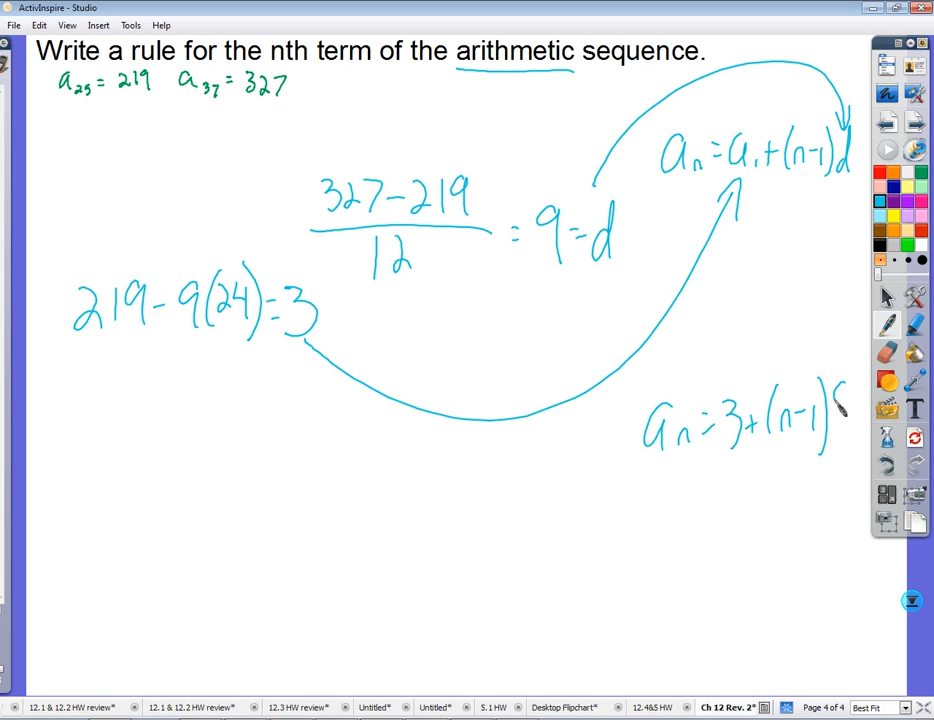 ActivInspire - Studio
File Edit View Insert Tools Help
Write a rule for the nth term of the arithmetic sequence.
a₂₅ = 219 a₃₇ = 327
aₙ = a₁ + (n-1)d
327 - 219
12
= 9 = d
219 - 9(24) = 3
aₙ = 3 + (n-1)
12.1 & 12.2 HW review* 12.1 & 12.2 HW review* 12.3 HW review* Untitled* Untitled* 5.1 HW Desktop Flipchart* 12.4&5 HW Ch 12 Rev. 2* Page 4 of 4 Best Fit